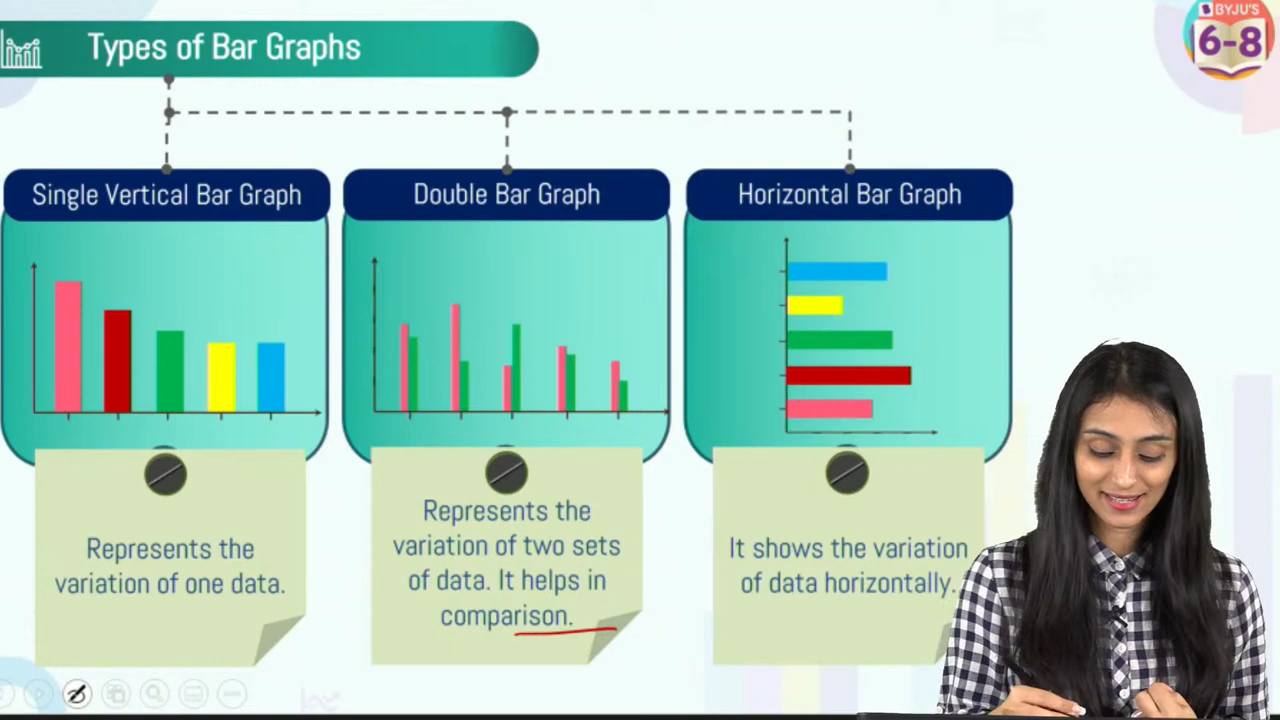 Types of Bar Graphs
BYJU'S
6-8
Single Vertical Bar Graph
Double Bar Graph
Horizontal Bar Graph
Represents the
variation of one data.
Represents the
variation of two sets
of data. It helps in
comparison.
It shows the variation
of data horizontally.